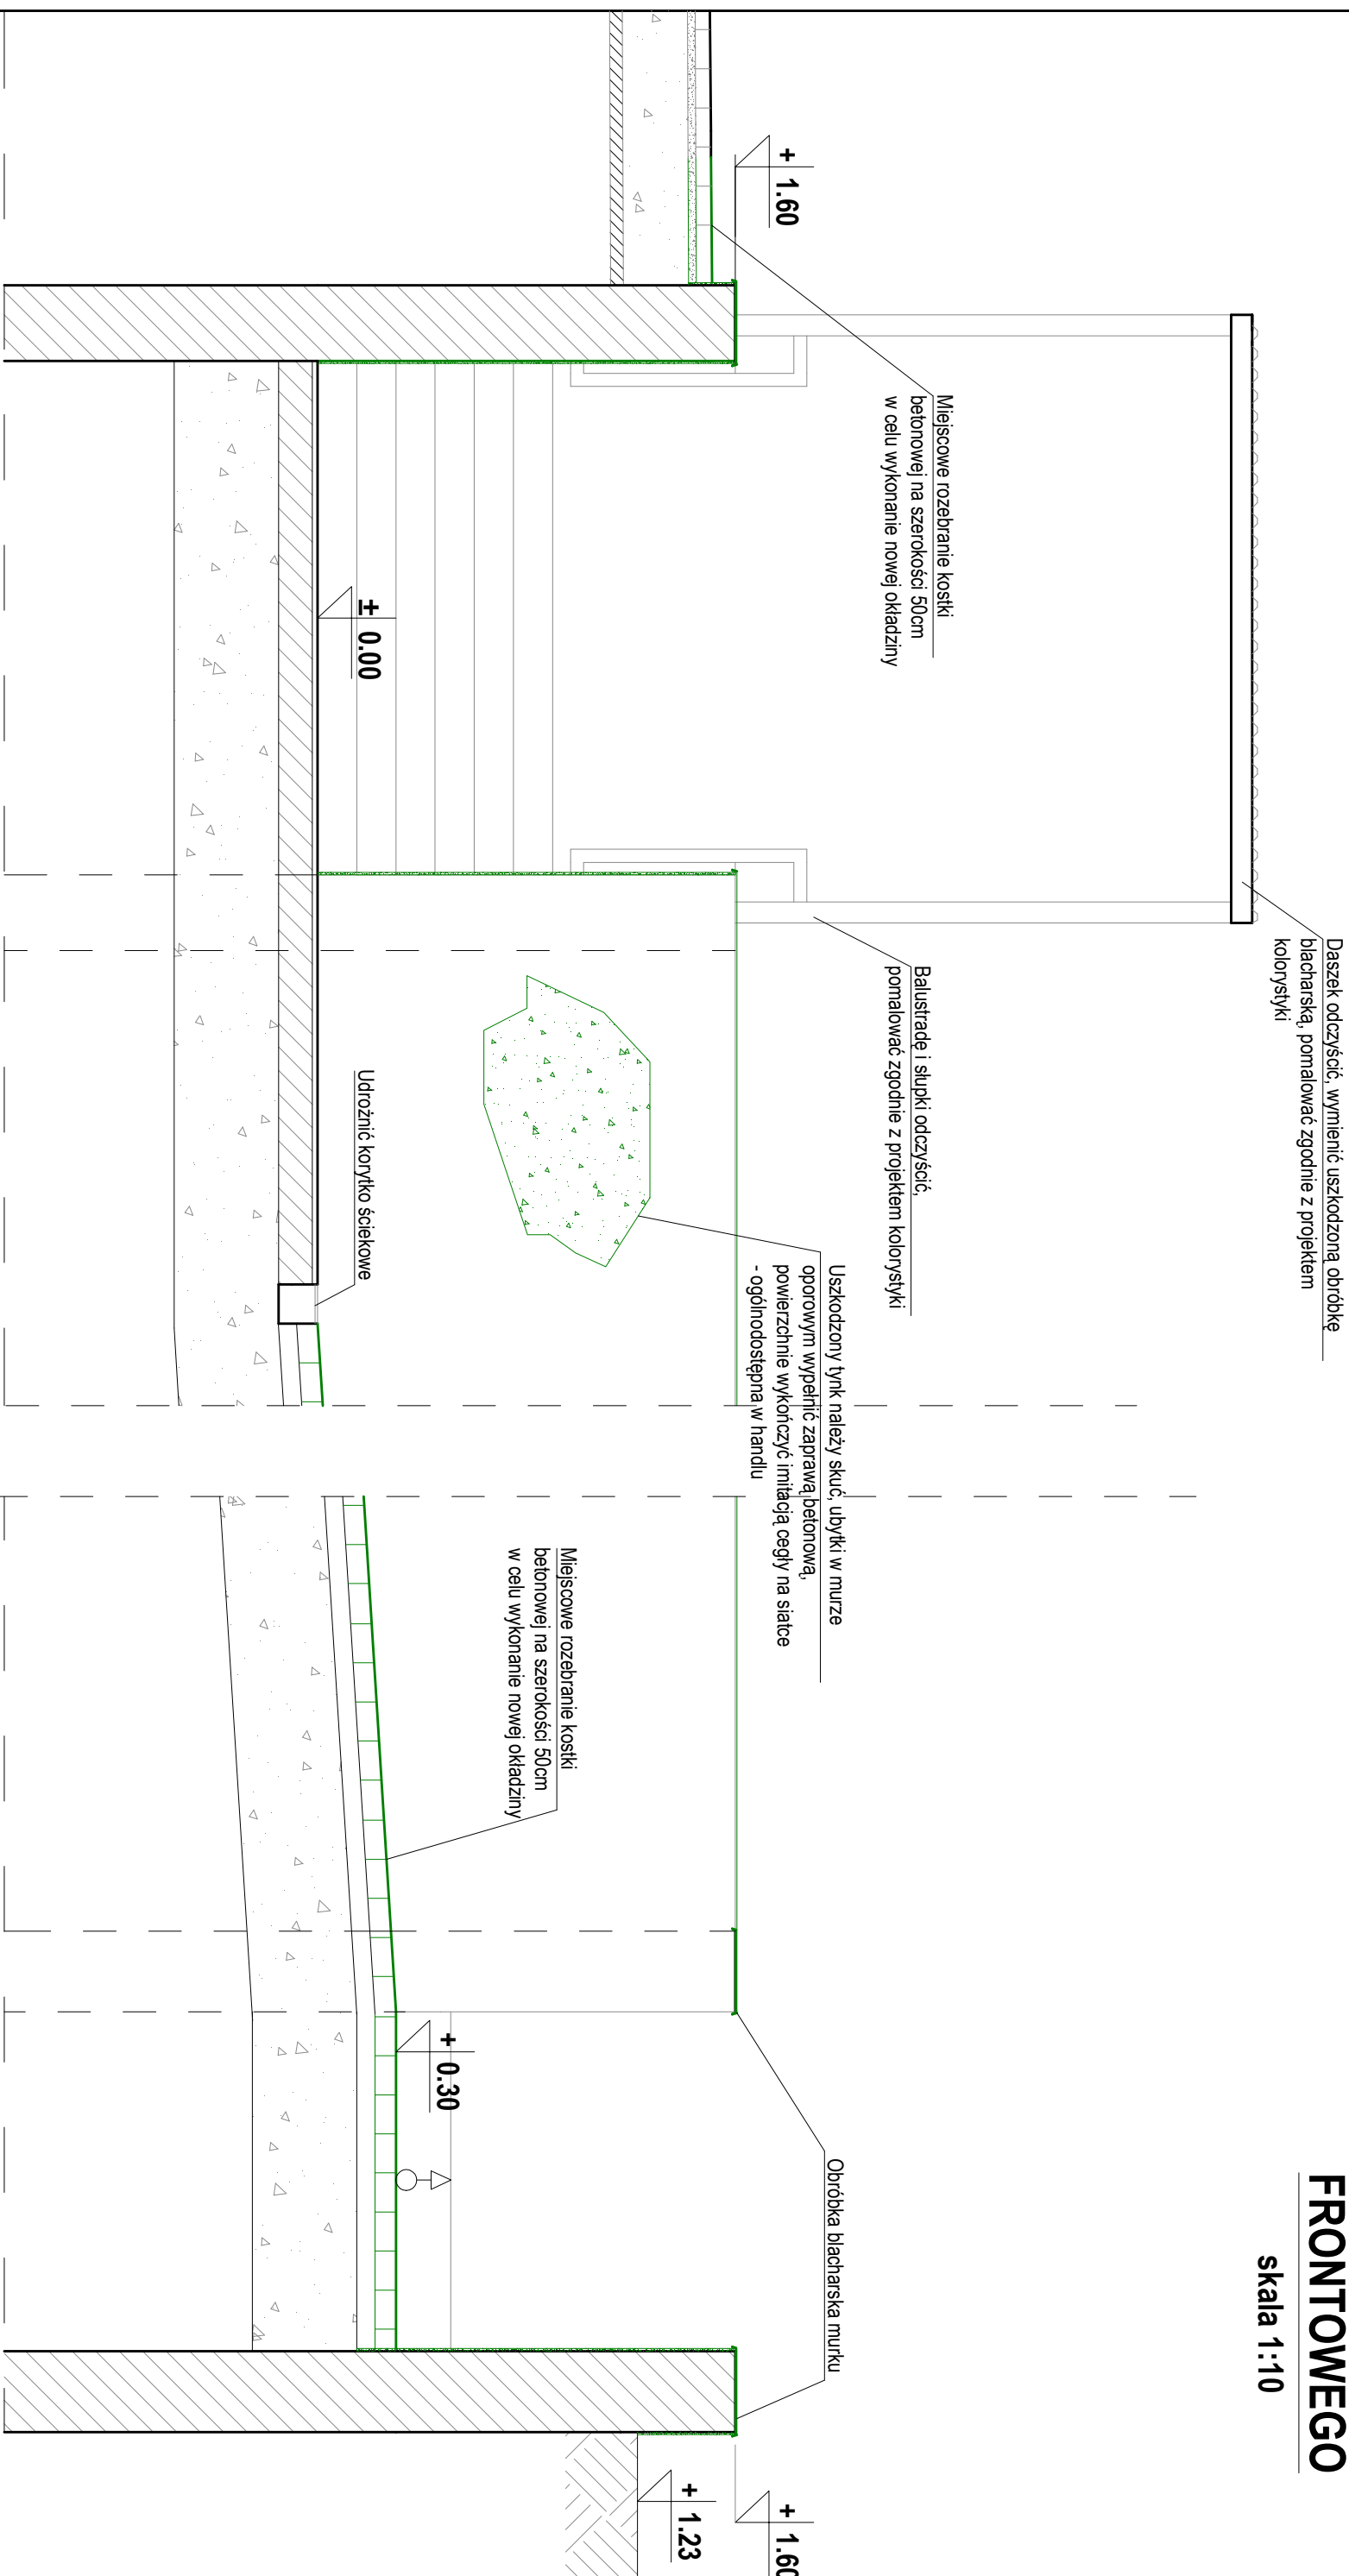 FRONTOWEGO
skala 1:10
Daszek odczyścić, wymienić uszkodzoną obróbkę
blacharską, pomalować zgodnie z projektem
kolorystyki
Balustradę i słupki odczyścić,
pomalować zgodnie z projektem kolorystyki
Miejscowe rozebranie kostki
betonowej na szerokości 50cm
w celu wykonanie nowej okładziny
Uszkodzony tynk należy skuć, ubytki w murze
oporowym wypełnić zaprawą betonową,
powierzchnie wykończyć imitacją cegły na siatce
- ogólnodostępna w handlu
Obróbka blacharska murku
+ 1.60
+ 1.60
+ 1.23
Miejscowe rozebranie kostki
betonowej na szerokości 50cm
w celu wykonanie nowej okładziny
+ 0.30
± 0.00
Udrożnić korytko ściekowe